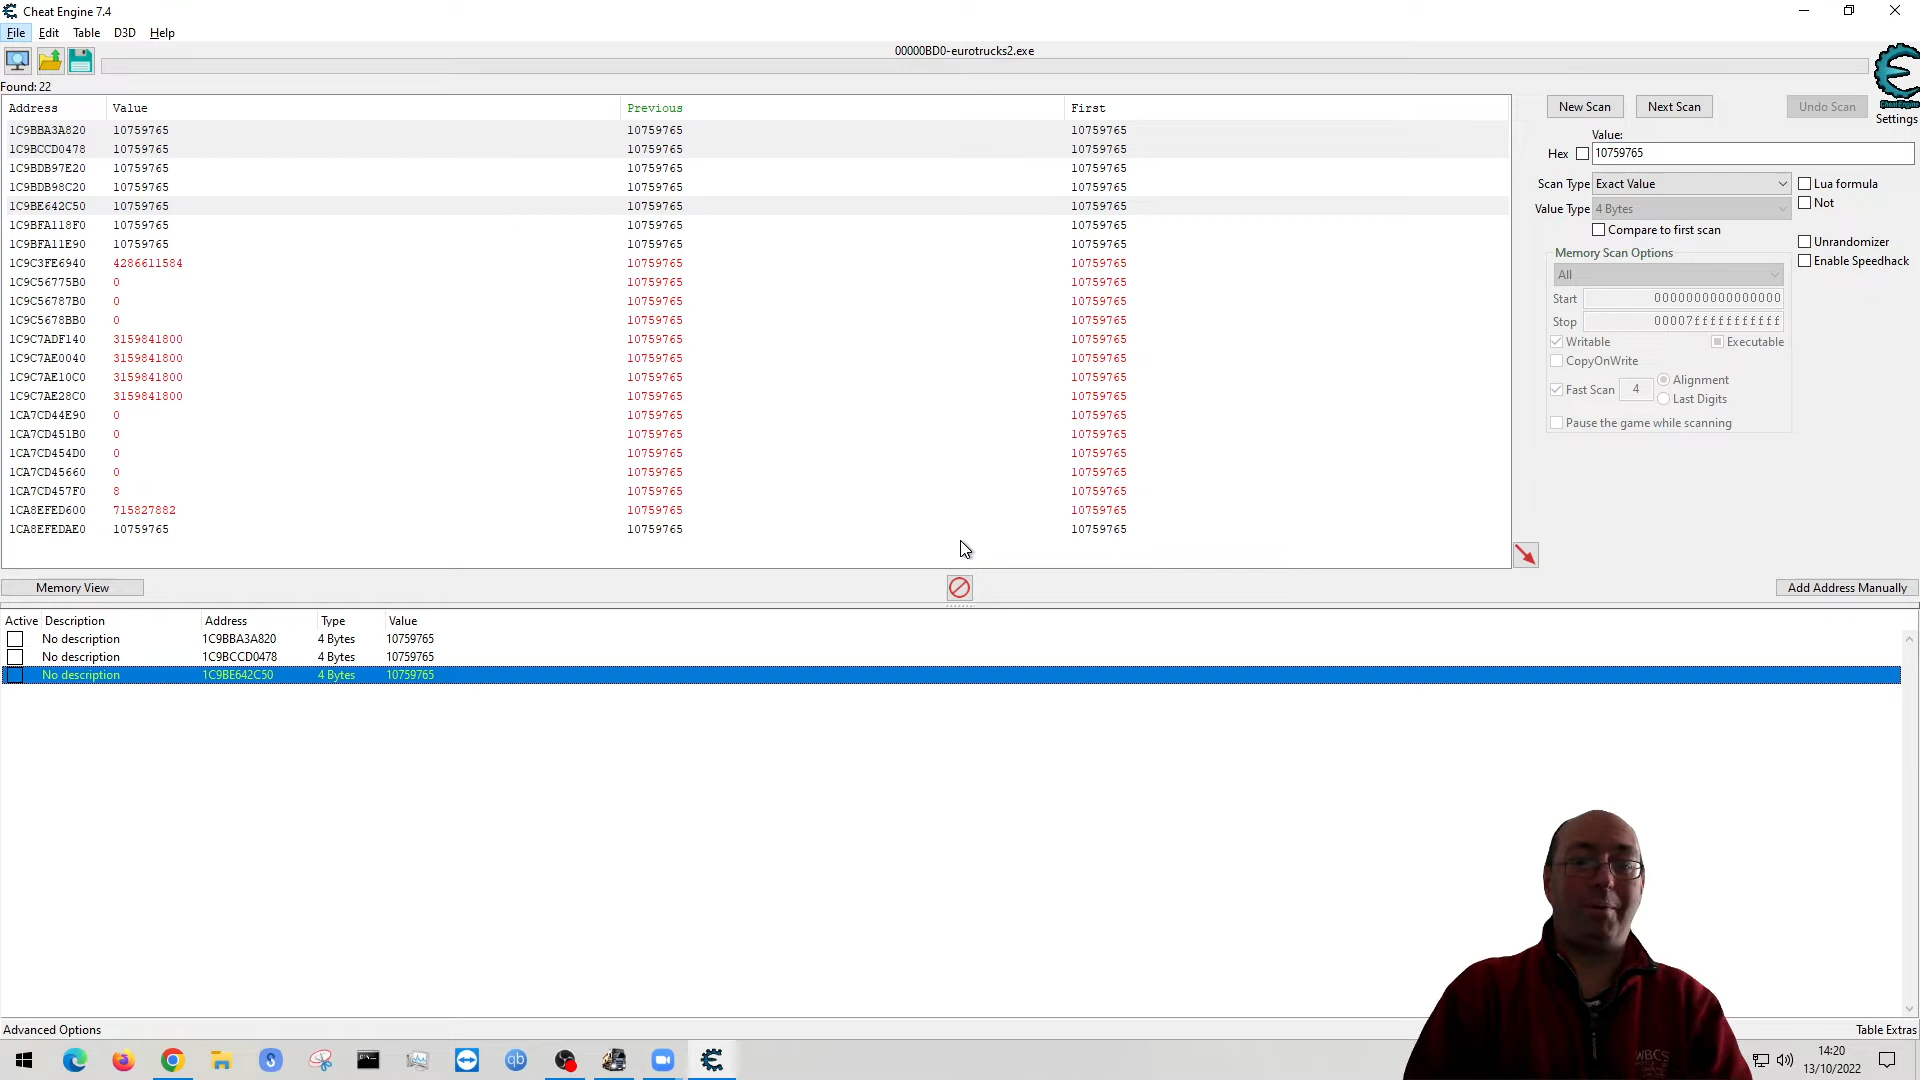 Cheat Engine 7.4
File Edit Table D3D Help
00000BD0-eurotrucks2.exe
Found: 22
Address Value Previous First
1C9BBA3A820 10759765 10759765 10759765
1C9BCCD0478 10759765 10759765 10759765
1C9BDB97E20 10759765 10759765 10759765
1C9BDB98C20 10759765 10759765 10759765
1C9BE642C50 10759765 10759765 10759765
1C9BFA118F0 10759765 10759765 10759765
1C9BFA11E90 10759765 10759765 10759765
1C9C3FE6940 4286611584 10759765 10759765
1C9C56775B0 0 10759765 10759765
1C9C56787B0 0 10759765 10759765
1C9C5678BB0 0 10759765 10759765
1C9C7ADF140 3159841800 10759765 10759765
1C9C7AE0040 3159841800 10759765 10759765
1C9C7AE10C0 3159841800 10759765 10759765
1C9C7AE28C0 3159841800 10759765 10759765
1CA7CD44E90 0 10759765 10759765
1CA7CD451B0 0 10759765 10759765
1CA7CD454D0 0 10759765 10759765
1CA7CD45660 0 10759765 10759765
1CA7CD457F0 8 10759765 10759765
1CA8EFED600 715827882 10759765 10759765
1CA8EFEDAE0 10759765 10759765 10759765
New Scan Next Scan Undo Scan
Cheat Engine
Settings
Value:
Hex 10759765
Scan Type Exact Value Lua formula
Not
Value Type 4 Bytes
Compare to first scan
Unrandomizer
Enable Speedhack
Memory Scan Options
All
Start 0000000000000000
Stop 00007fffffffffff
Writable Executable
CopyOnWrite
Fast Scan 4 Alignment
Last Digits
Pause the game while scanning
Memory View Add Address Manually
Active Description Address Type Value
No description 1C9BBA3A820 4 Bytes 10759765
No description 1C9BCCD0478 4 Bytes 10759765
No description 1C9BE642C50 4 Bytes 10759765
WBCS
Advanced Options Table Extras
qb
14:20
13/10/2022